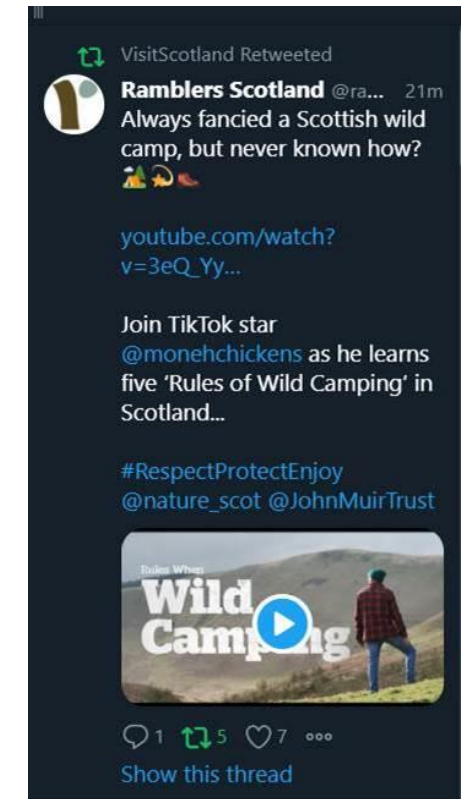 VisitScotland Retweeted
Ramblers Scotland @ra... 21m
Always fancied a Scottish wild
camp, but never known how?
🏕💫🥾
youtube.com/watch?
v=3eQ_Yy...
Join TikTok star
@monehchickens as he learns
five ‘Rules of Wild Camping’ in
Scotland...
#RespectProtectEnjoy
@nature_scot @JohnMuirTrust
Rules When
Wild
Camping
1 5 7
Show this thread